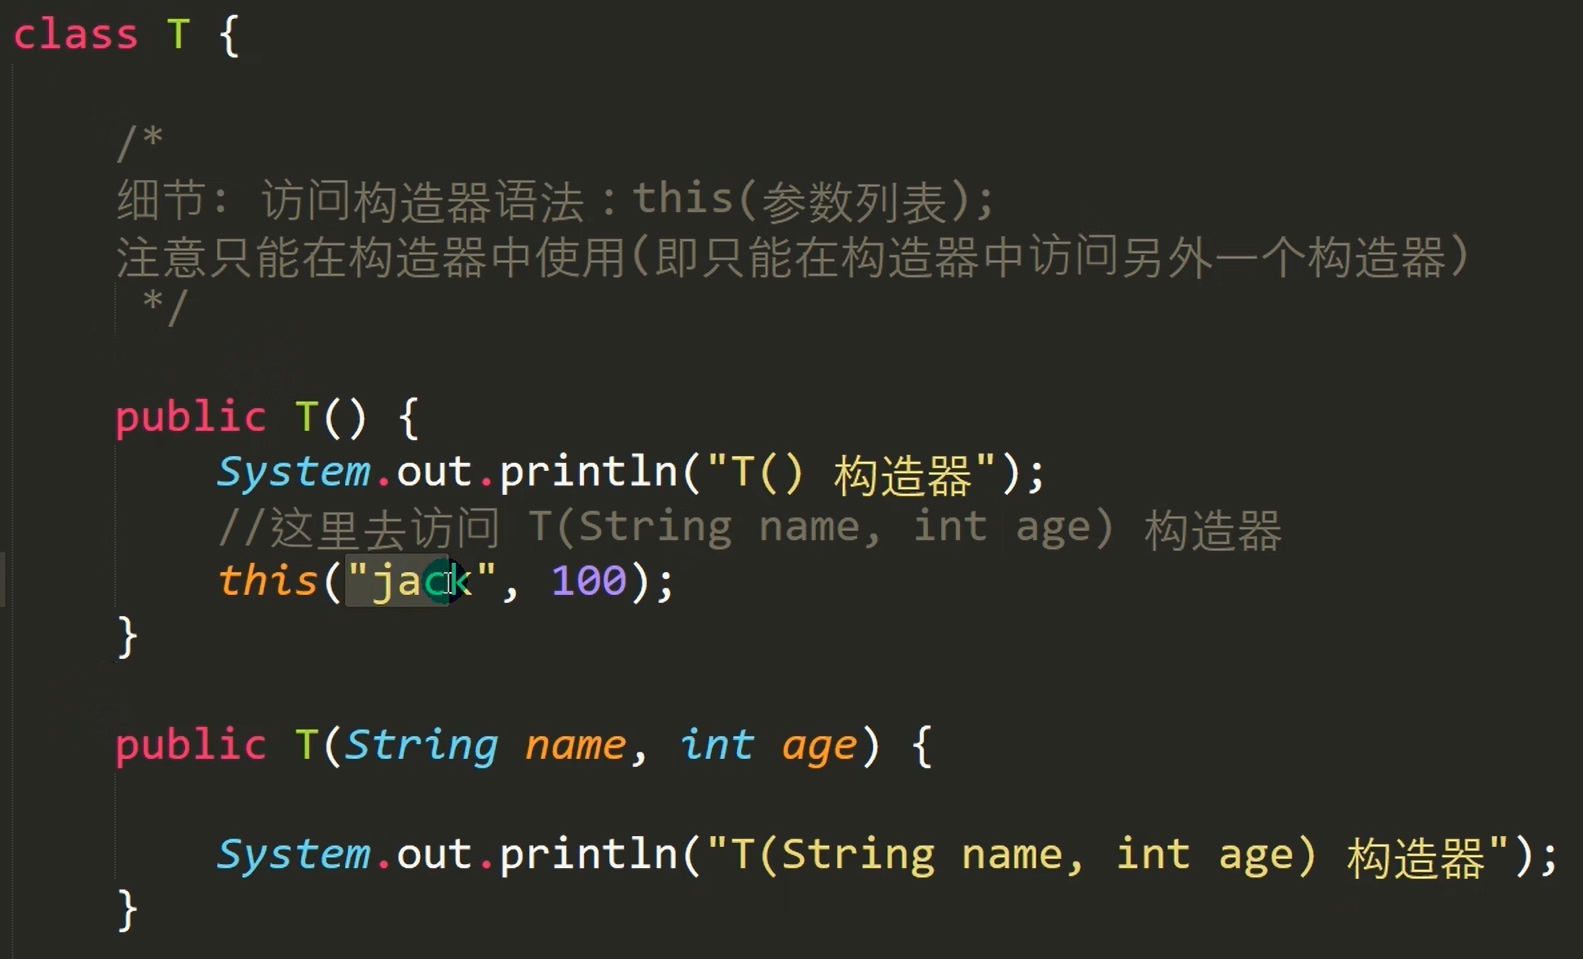 class T {
/*
细节: 访问构造器语法：this(参数列表);
注意只能在构造器中使用(即只能在构造器中访问另外一个构造器)
*/
public T() {
System.out.println("T() 构造器");
//这里去访问 T(String name, int age) 构造器
this("jack", 100);
}
public T(String name, int age) {
System.out.println("T(String name, int age) 构造器");
}